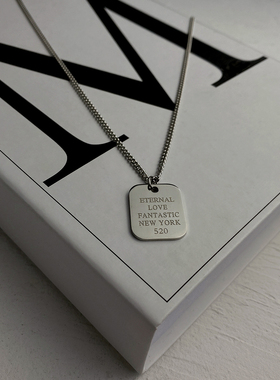 M
ETERNAL
LOVE
FANTASTIC
NEW YORK
520